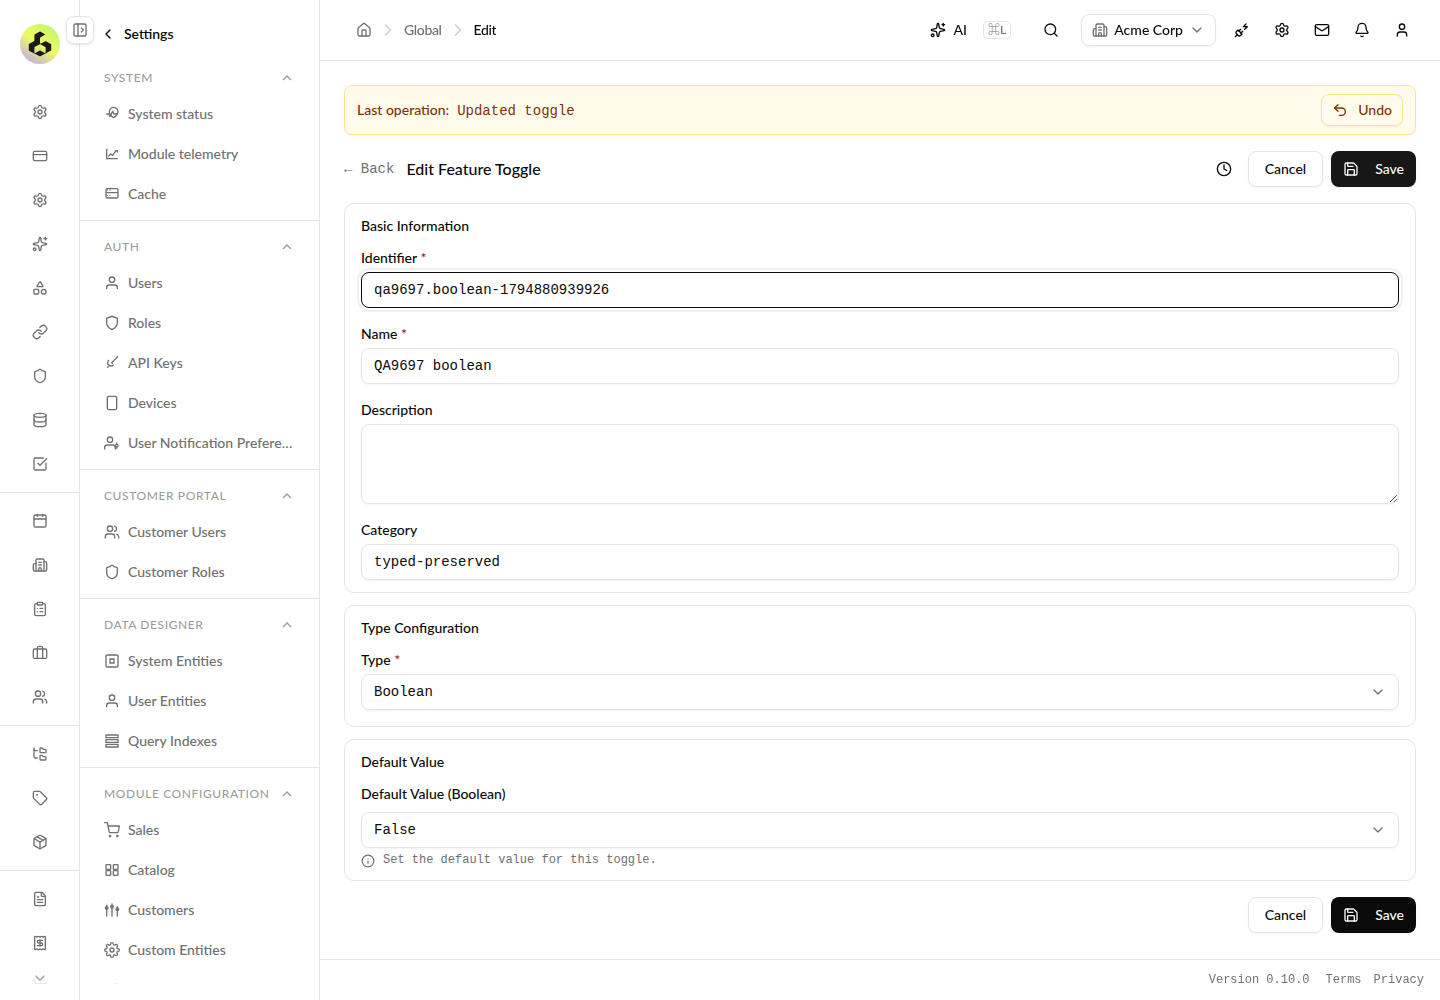 Settings
SYSTEM
System status
Module telemetry
Cache
AUTH
Users
Roles
API Keys
Devices
User Notification Prefere...
CUSTOMER PORTAL
Customer Users
Customer Roles
DATA DESIGNER
System Entities
User Entities
Query Indexes
MODULE CONFIGURATION
Sales
Catalog
Customers
Custom Entities
Global
Edit
AI
⌘L
Acme Corp
Last operation: Updated toggle
Undo
← Back
Edit Feature Toggle
Cancel
Save
Basic Information
Identifier *
qa9697.boolean-1794880939926
Name *
QA9697 boolean
Description
Category
typed-preserved
Type Configuration
Type *
Boolean
Default Value
Default Value (Boolean)
False
Set the default value for this toggle.
Cancel
Save
Version 0.10.0
Terms
Privacy